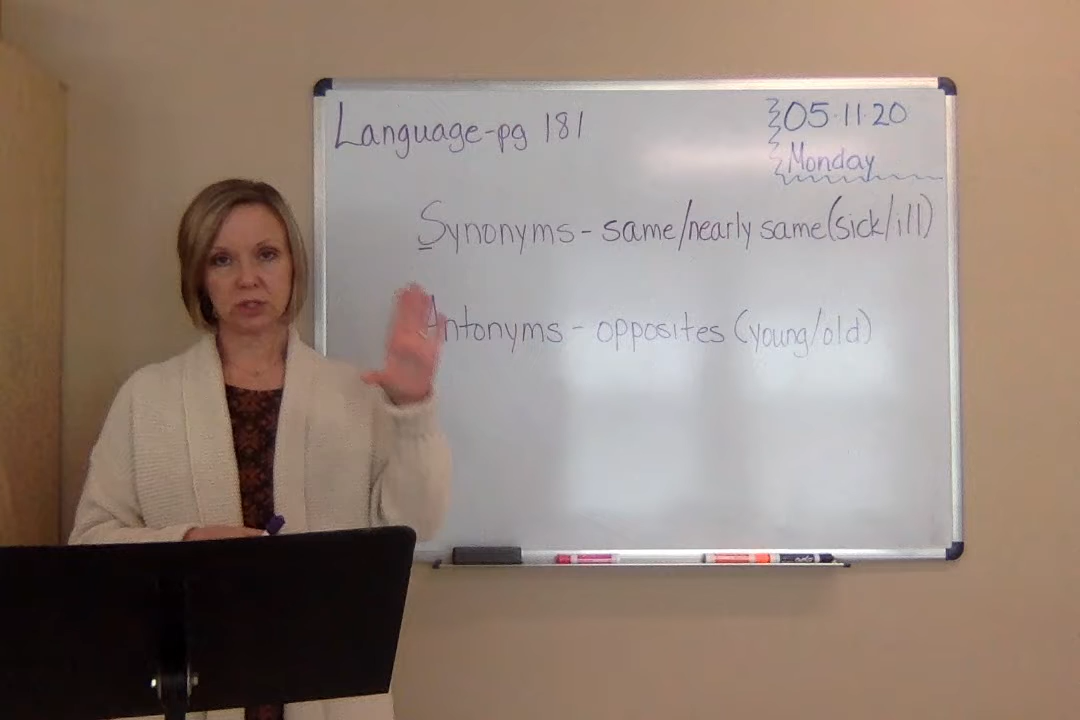 Language-pg 181
05.11.20
Monday
Synonyms - same/nearly same (sick/ill)
Antonyms - opposites (young/old)